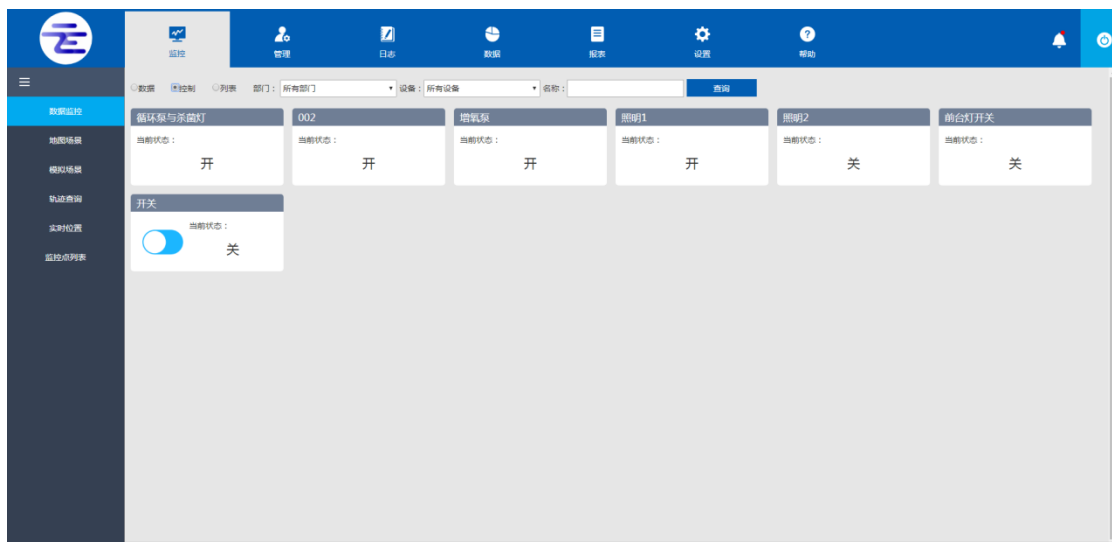 监控
管理
日志
数据
报表
设置
帮助
数据 控制 列表 部门： 所有部门 设备： 所有设备 名称： 查询
数据监控
地图场景
模拟场景
轨迹查询
实时位置
监控点列表
循环泵与杀菌灯
当前状态：
开
002
当前状态：
开
增氧泵
当前状态：
开
照明1
当前状态：
开
照明2
当前状态：
关
前台灯开关
当前状态：
关
开关
当前状态：
关